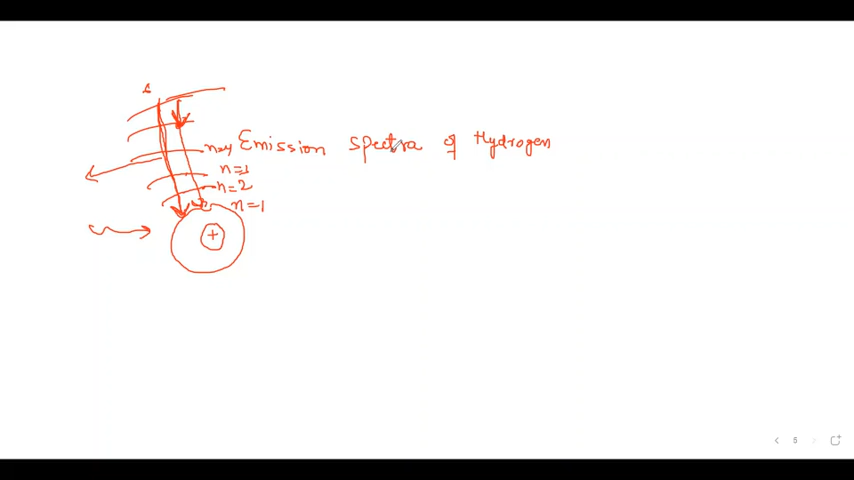 n=4 Emission spectra of Hydrogen
n=3
n=2
n=1
+
5